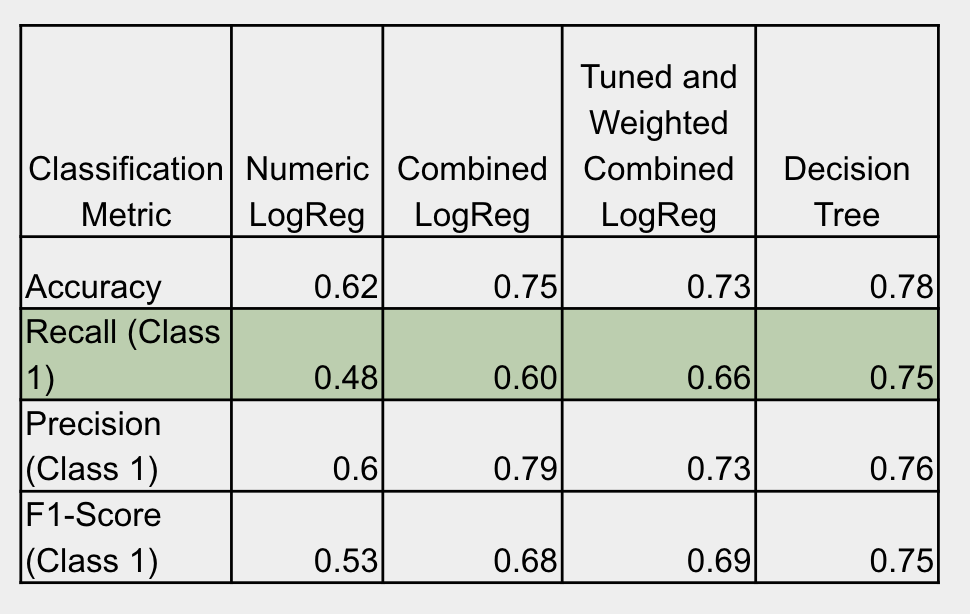 Classification Metric Numeric LogReg Combined LogReg Tuned and Weighted Combined LogReg Decision Tree
Accuracy 0.62 0.75 0.73 0.78
Recall (Class 1) 0.48 0.60 0.66 0.75
Precision (Class 1) 0.6 0.79 0.73 0.76
F1-Score (Class 1) 0.53 0.68 0.69 0.75